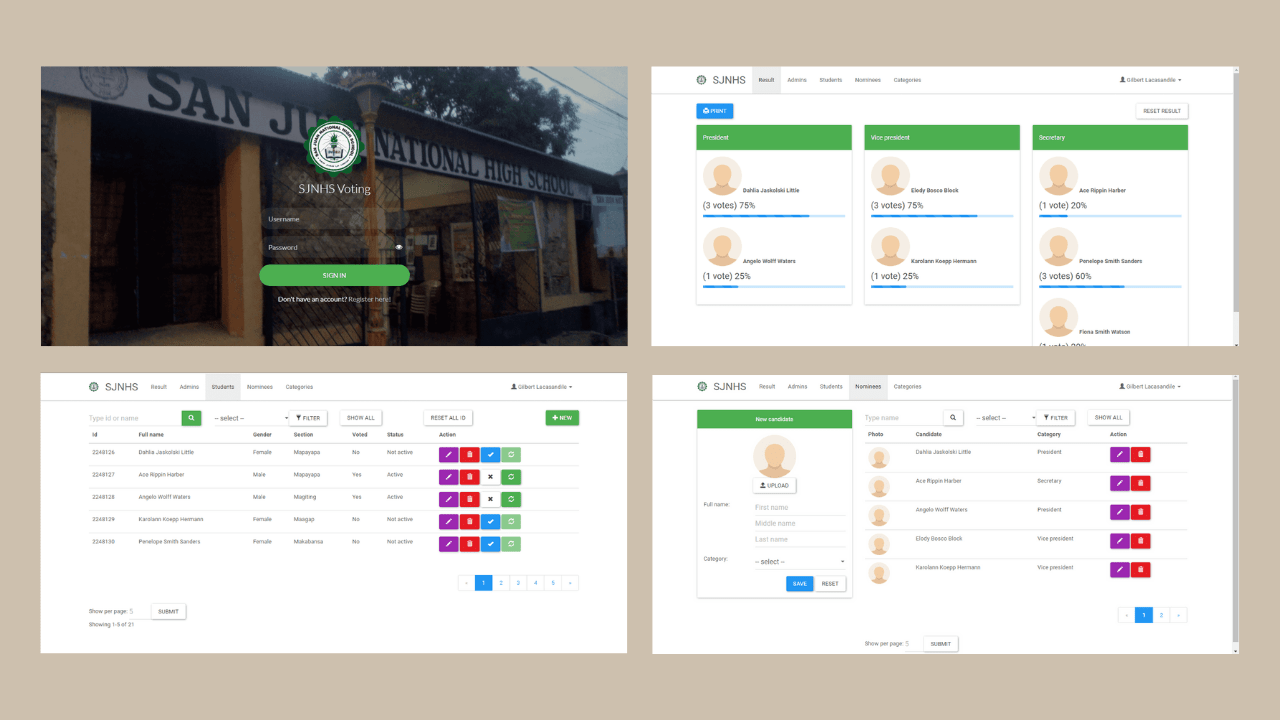 SAN JU NATIONAL HIGH SCHOOL
SJNHS Voting
Username
Password
SIGN IN
Don't have an account? Register here!
SJNHS Result Admins Students Nominees Categories Gilbert Lacasandile
PRINT RESET RESULT
President Vice president Secretary
Dahlia Jaskolski Little Elody Bosco Block Ace Rippin Harber
(3 votes) 75% (3 votes) 75% (1 vote) 20%
Angelo Wolff Waters Karolann Koepp Hermann Penelope Smith Sanders
(1 vote) 25% (1 vote) 25% (3 votes) 60%
Fiona Smith Watson
(1 vote) 20%
SJNHS Result Admins Students Nominees Categories Gilbert Lacasandile
Type id or name -- select -- FILTER SHOW ALL RESET ALL ID NEW
Id Full name Gender Section Voted Status Action
2248126 Dahlia Jaskolski Little Female Mapayapa No Not active
2248127 Ace Rippin Harber Male Mapayapa Yes Active
2248128 Angelo Wolff Waters Male Magiting Yes Active
2248129 Karolann Koepp Hermann Female Maagap No Not active
2248130 Penelope Smith Sanders Female Makabansa No Not active
« 1 2 3 4 5 »
Show per page: 5 SUBMIT
Showing 1-5 of 21
SJNHS Result Admins Students Nominees Categories Gilbert Lacasandile
New candidate
UPLOAD
Full name: First name
Middle name
Last name
Category: -- select --
SAVE RESET
Type name -- select -- FILTER SHOW ALL
Photo Candidate Category Action
Dahlia Jaskolski Little President
Ace Rippin Harber Secretary
Angelo Wolff Waters President
Elody Bosco Block Vice president
Karolann Koepp Hermann Vice president
« 1 2 »
Show per page: 5 SUBMIT